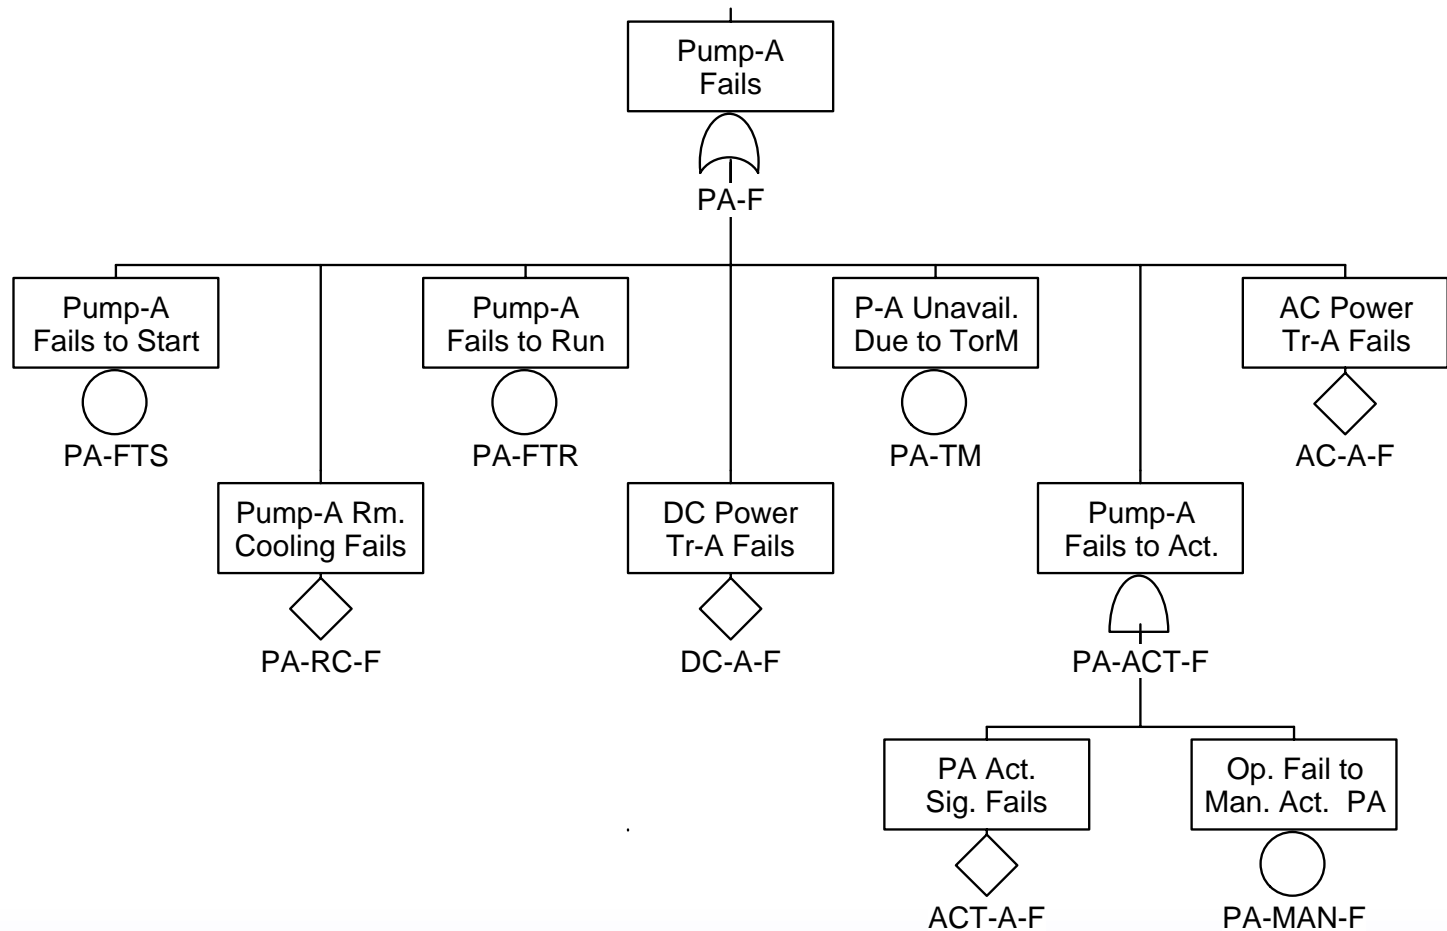 Pump-A
Fails
PA-F
Pump-A
Fails to Start
PA-FTS
Pump-A
Fails to Run
PA-FTR
P-A Unavail.
Due to TorM
PA-TM
AC Power
Tr-A Fails
AC-A-F
Pump-A Rm.
Cooling Fails
PA-RC-F
DC Power
Tr-A Fails
DC-A-F
Pump-A
Fails to Act.
PA-ACT-F
PA Act.
Sig. Fails
ACT-A-F
Op. Fail to
Man. Act. PA
PA-MAN-F